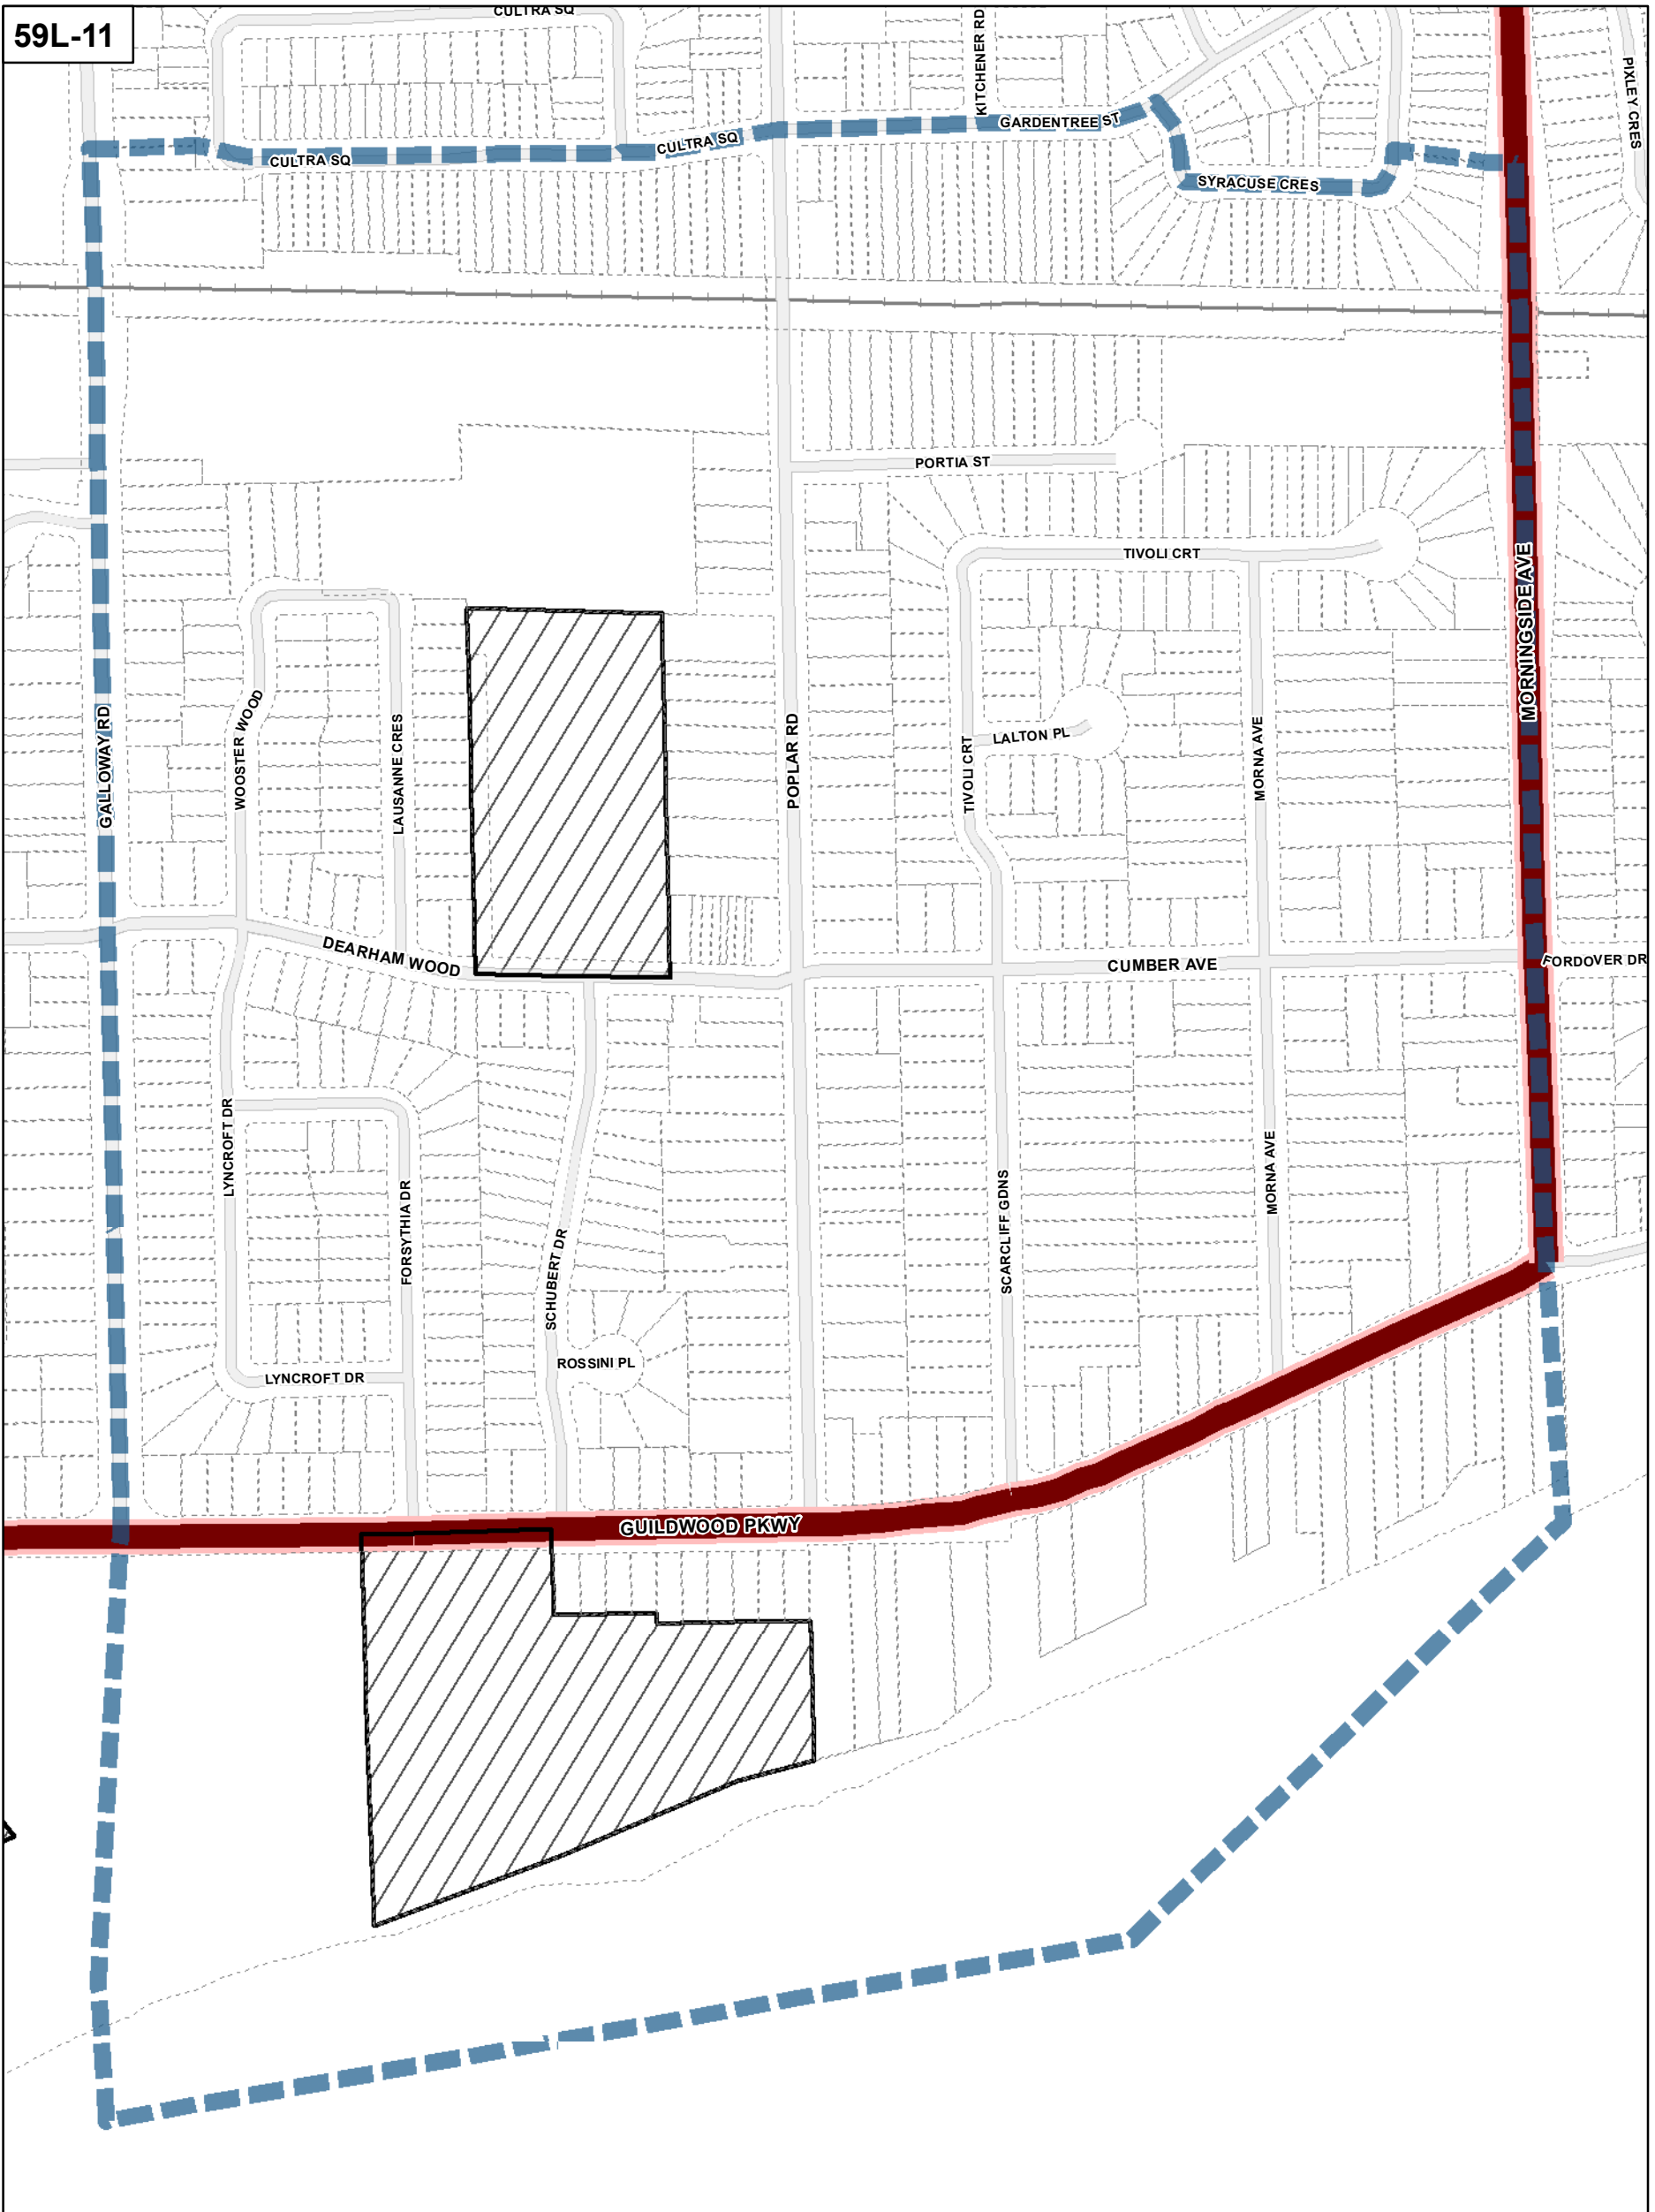 59L-11
CULTRA SQ
KITCHENER RD
PIXLEY CRES
GARDENTREE ST
CULTRA SQ
CULTRA SQ
SYRACUSE CRES
PORTIA ST
TIVOLI CRT
MORNINGSIDE AVE
GALLOWAY RD
WOOSTER WOOD
LAUSANNE CRES
POPLAR RD
TIVOLI CRT
LALTON PL
MORNA AVE
DEARHAM WOOD
CUMBER AVE
FORDOVER DR
LYNCROFT DR
FORSYTHIA DR
SCHUBERT DR
SCARCLIFF GDNS
MORNA AVE
ROSSINI PL
LYNCROFT DR
GUILDWOOD PKWY